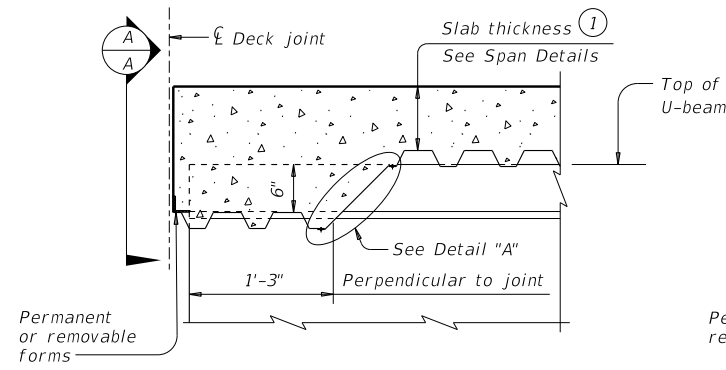 A
A
℄ Deck joint
Slab thickness 1
See Span Details
Top of
U-beam
6"
See Detail "A"
1'-3"
Perpendicular to joint
Permanent
or removable
forms
Pe
re